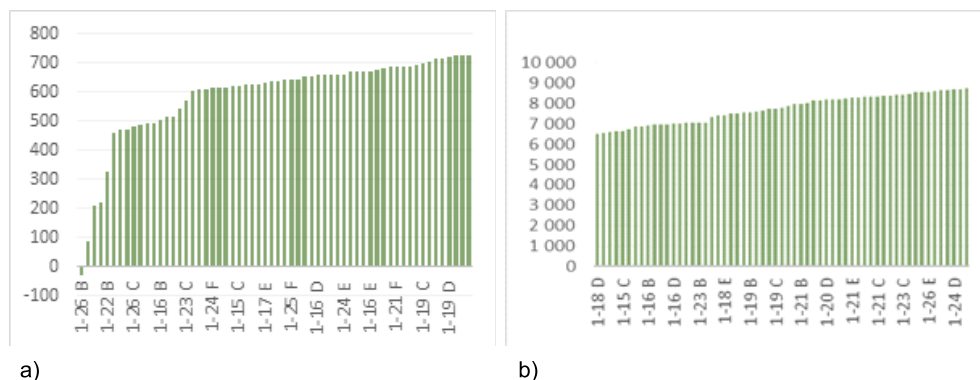 800
700
600
500
400
300
200
100
0
-100
1-26 B
1-22 B
1-26 C
1-16 B
1-23 C
1-24 F
1-15 C
1-17 E
1-25 F
1-16 D
1-24 E
1-16 E
1-21 F
1-19 C
1-19 D
a)
10 000
9 000
8 000
7 000
6 000
5 000
4 000
3 000
2 000
1 000
0
1-18 D
1-15 C
1-16 B
1-16 D
1-23 B
1-18 E
1-19 B
1-19 C
1-21 B
1-20 D
1-21 E
1-21 C
1-23 C
1-26 E
1-24 D
b)